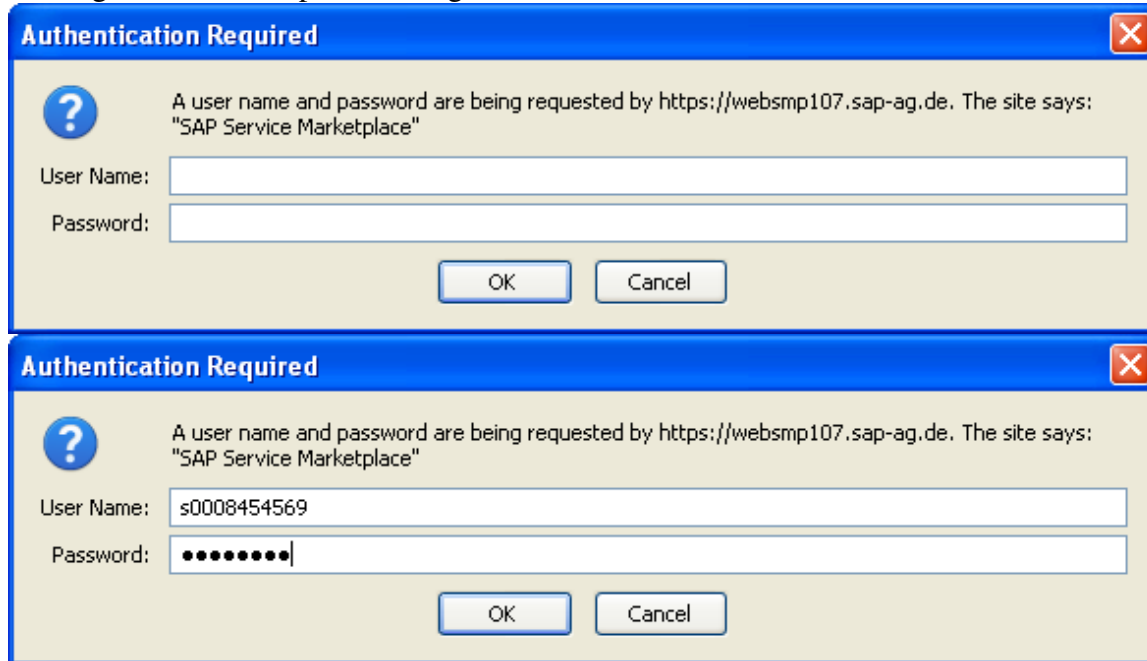 Authentication Required
A user name and password are being requested by https://websmp107.sap-ag.de. The site says:
"SAP Service Marketplace"
User Name:
Password:
OK Cancel
Authentication Required
A user name and password are being requested by https://websmp107.sap-ag.de. The site says:
"SAP Service Marketplace"
User Name: s0008454569
Password: ●●●●●●●●
OK Cancel